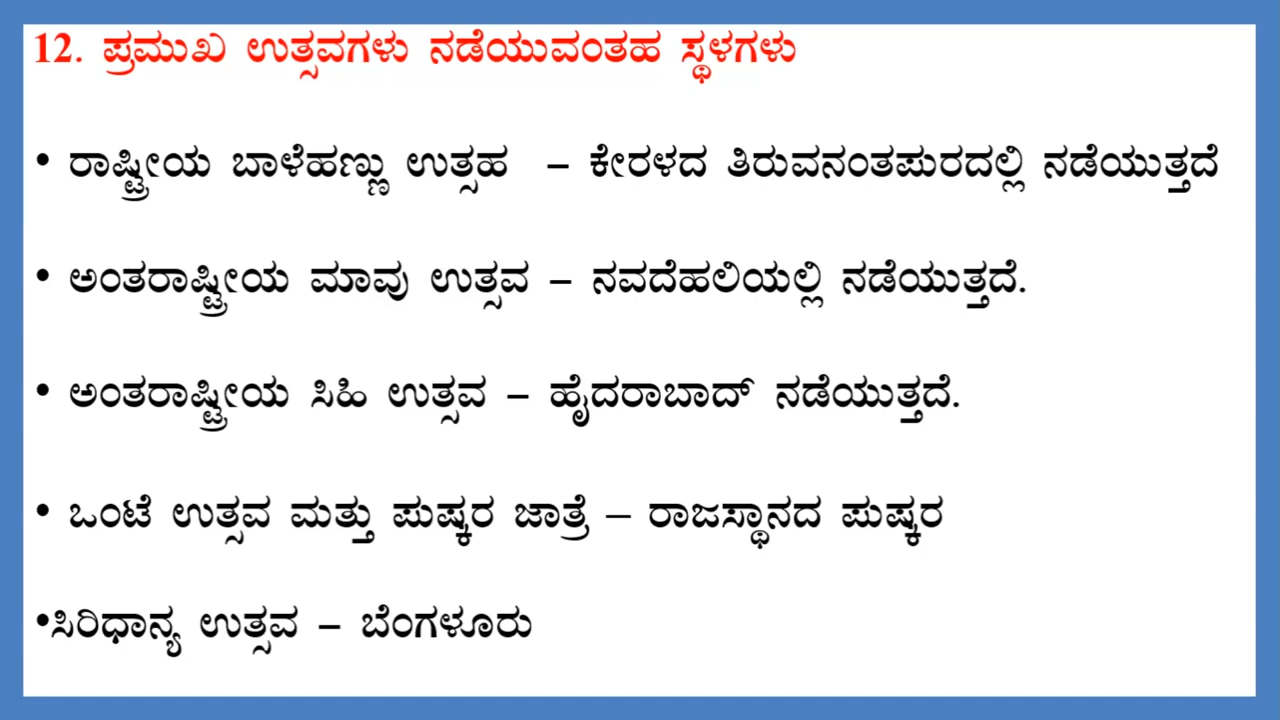 12. ಪ್ರಮುಖ ಉತ್ಸವಗಳು ನಡೆಯುವಂತಹ ಸ್ಥಳಗಳು
• ರಾಷ್ಟ್ರೀಯ ಬಾಳೆಹಣ್ಣು ಉತ್ಸಹ – ಕೇರಳದ ತಿರುವನಂತಪುರದಲ್ಲಿ ನಡೆಯುತ್ತದೆ
• ಅಂತರಾಷ್ಟ್ರೀಯ ಮಾವು ಉತ್ಸವ – ನವದೆಹಲಿಯಲ್ಲಿ ನಡೆಯುತ್ತದೆ.
• ಅಂತರಾಷ್ಟ್ರೀಯ ಸಿಹಿ ಉತ್ಸವ – ಹೈದರಾಬಾದ್ ನಡೆಯುತ್ತದೆ.
• ಒಂಟೆ ಉತ್ಸವ ಮತ್ತು ಪುಷ್ಕರ ಜಾತ್ರೆ – ರಾಜಸ್ಥಾನದ ಪುಷ್ಕರ
•ಸಿರಿಧಾನ್ಯ ಉತ್ಸವ – ಬೆಂಗಳೂರು